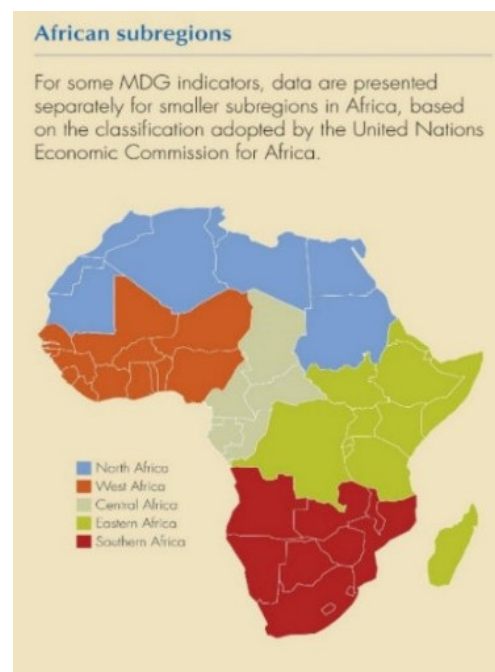 African subregions
For some MDG indicators, data are presented
separately for smaller subregions in Africa, based
on the classification adopted by the United Nations
Economic Commission for Africa.
North Africa
West Africa
Central Africa
Eastern Africa
Southern Africa